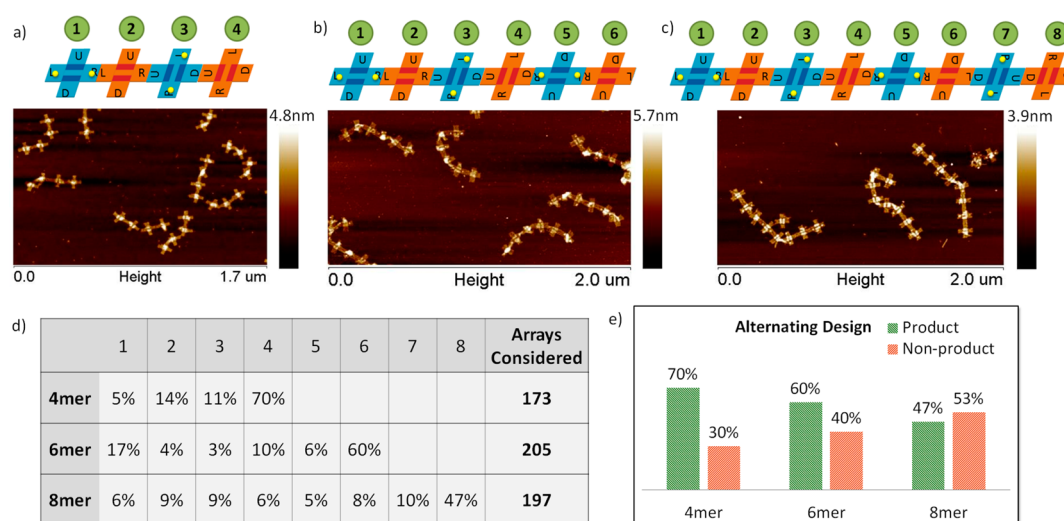 a)
1 2 3 4
L U R D L U R D U L D R U L D R
4.8nm
0.0 Height 1.7 um
b)
1 2 3 4 5 6
5.7nm
0.0 Height 2.0 um
c)
1 2 3 4 5 6 7 8
3.9nm
0.0 Height 2.0 um
d)
1 2 3 4 5 6 7 8 Arrays
Considered
4mer 5% 14% 11% 70% 173
6mer 17% 4% 3% 10% 6% 60% 205
8mer 6% 9% 9% 6% 5% 8% 10% 47% 197
e)
Alternating Design
Product
Non-product
70% 30% 60% 40% 47% 53%
4mer 6mer 8mer